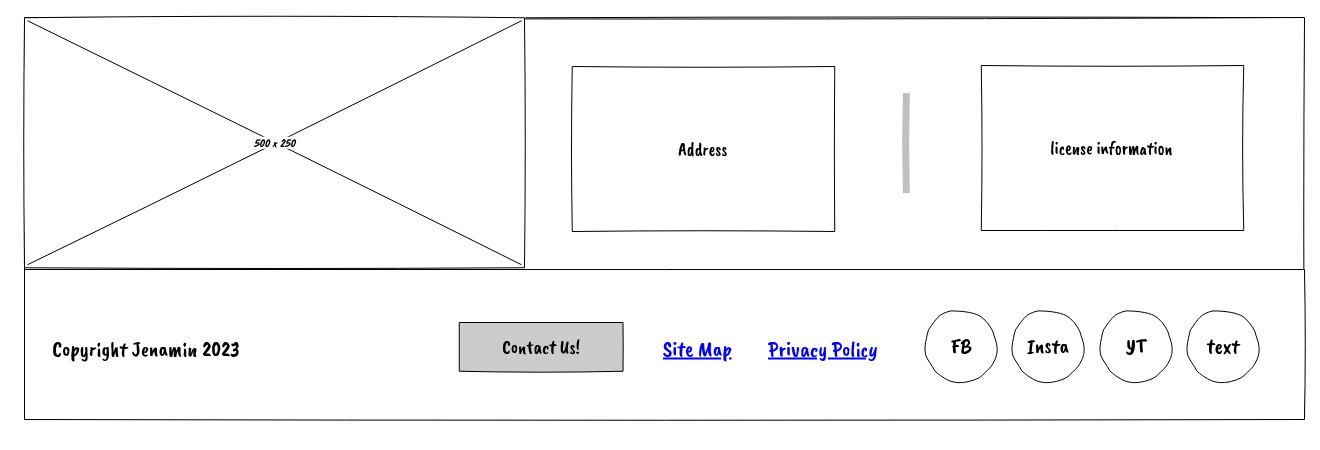 500 x 250
Address
license information
Copyright Jenamin 2023
Contact Us!
Site Map
Privacy Policy
FB
Insta
YT
text